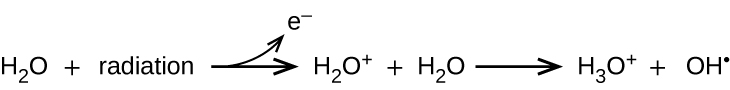 e⁻
H₂O + radiation ⟶ H₂O⁺ + H₂O ⟶ H₃O⁺ + OH•